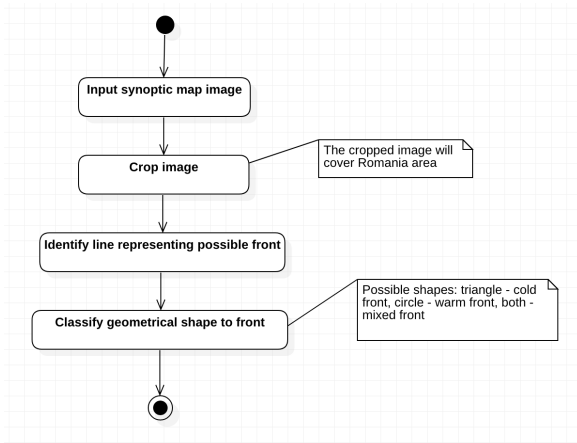 Input synoptic map image
Crop image
The cropped image will
cover Romania area
Identify line representing possible front
Classify geometrical shape to front
Possible shapes: triangle - cold
front, circle - warm front, both -
mixed front